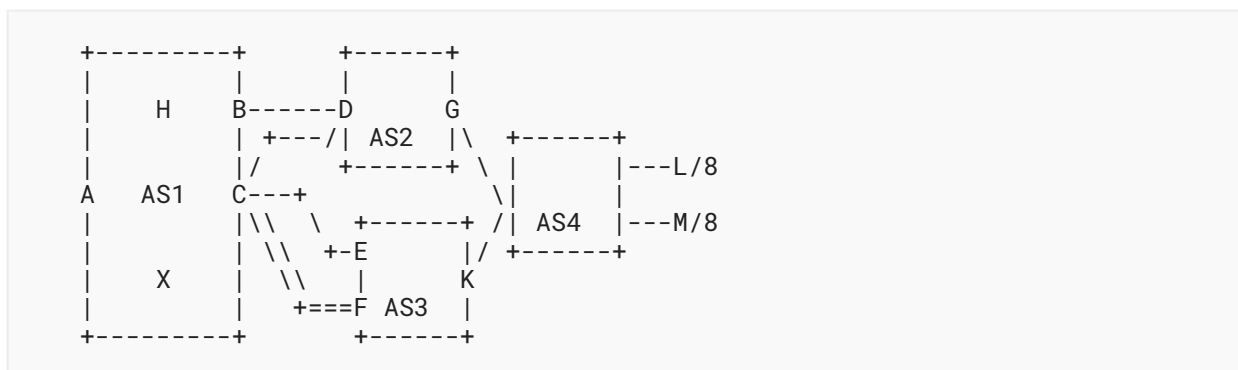 +---------+       +------+
|         |       |      |
|    H    B------D      G
|         | +---/| AS2  |\   +------+
|         |/     +------+ \  |      |---L/8
A   AS1   C---+            \|      |
|         |\\  \  +------+ /| AS4  |---M/8
|         | \\  +-E      |/ +------+
|    X    |  \\   |      K
|         |   +===F AS3  |
+---------+       +------+